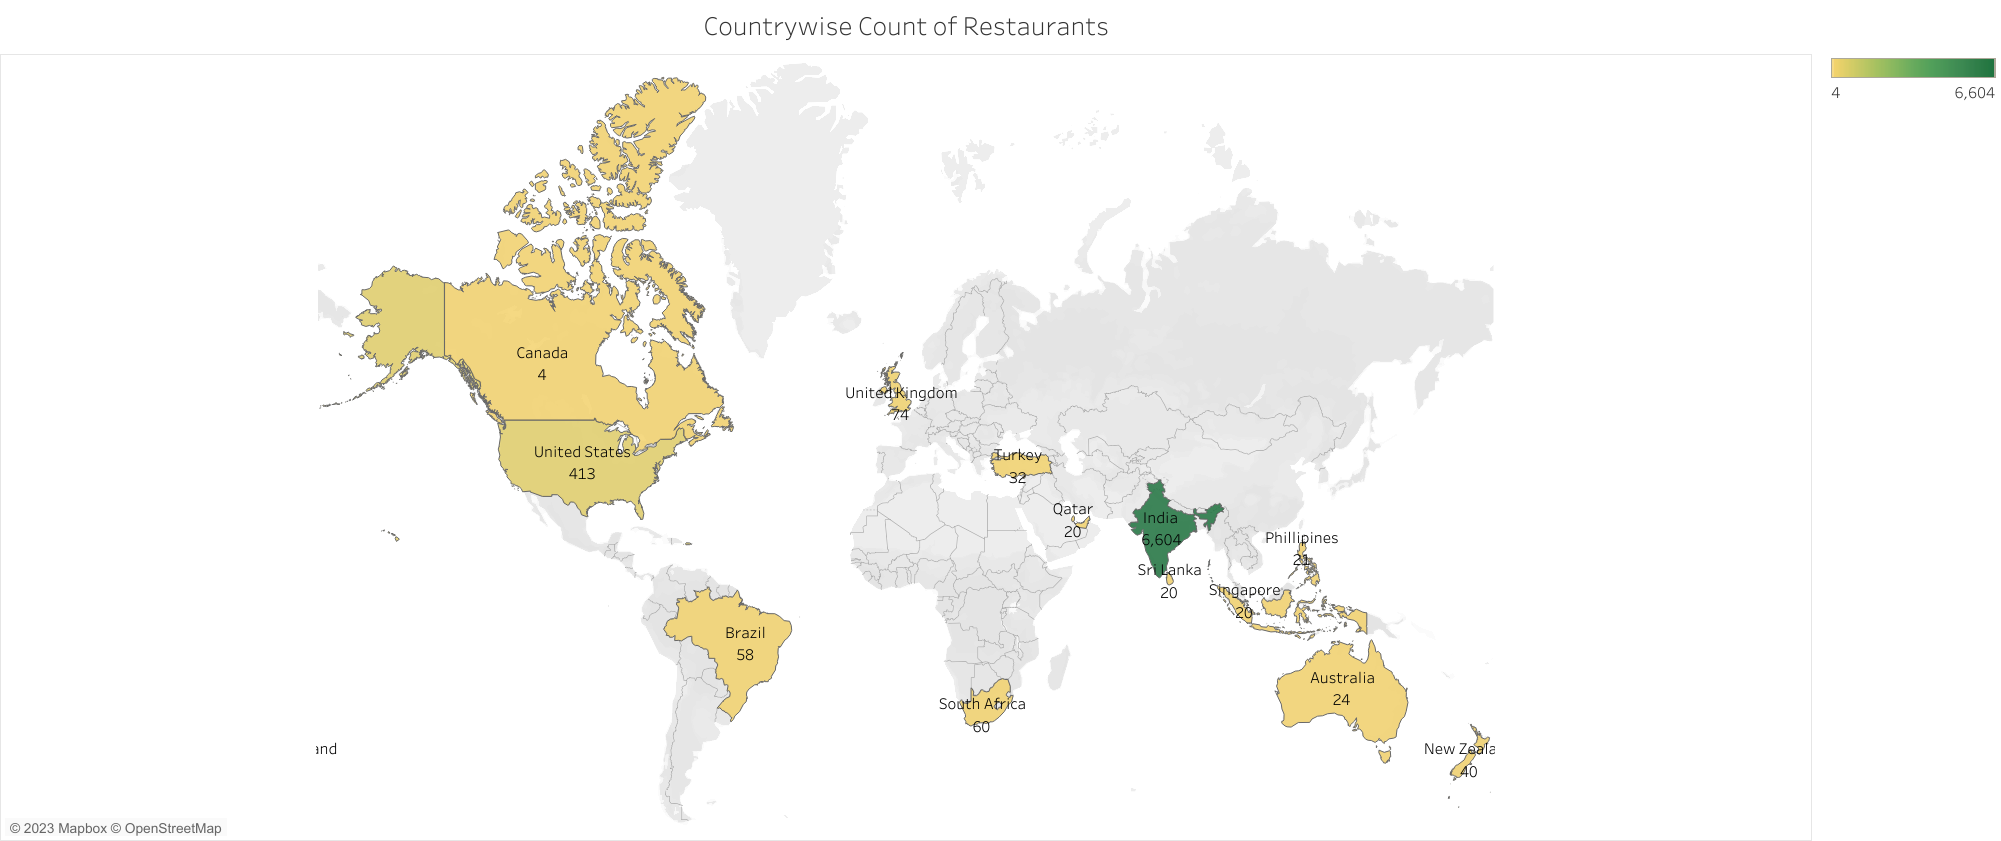 Countrywise Count of Restaurants
4 6,604
Canada
4
United Kingdom
74
United States
413
Turkey
32
Qatar
20
India
6,604
Phillipines
21
Sri Lanka
20
Singapore
20
Brazil
58
Australia
24
South Africa
60
and
New Zeala
40
© 2023 Mapbox © OpenStreetMap